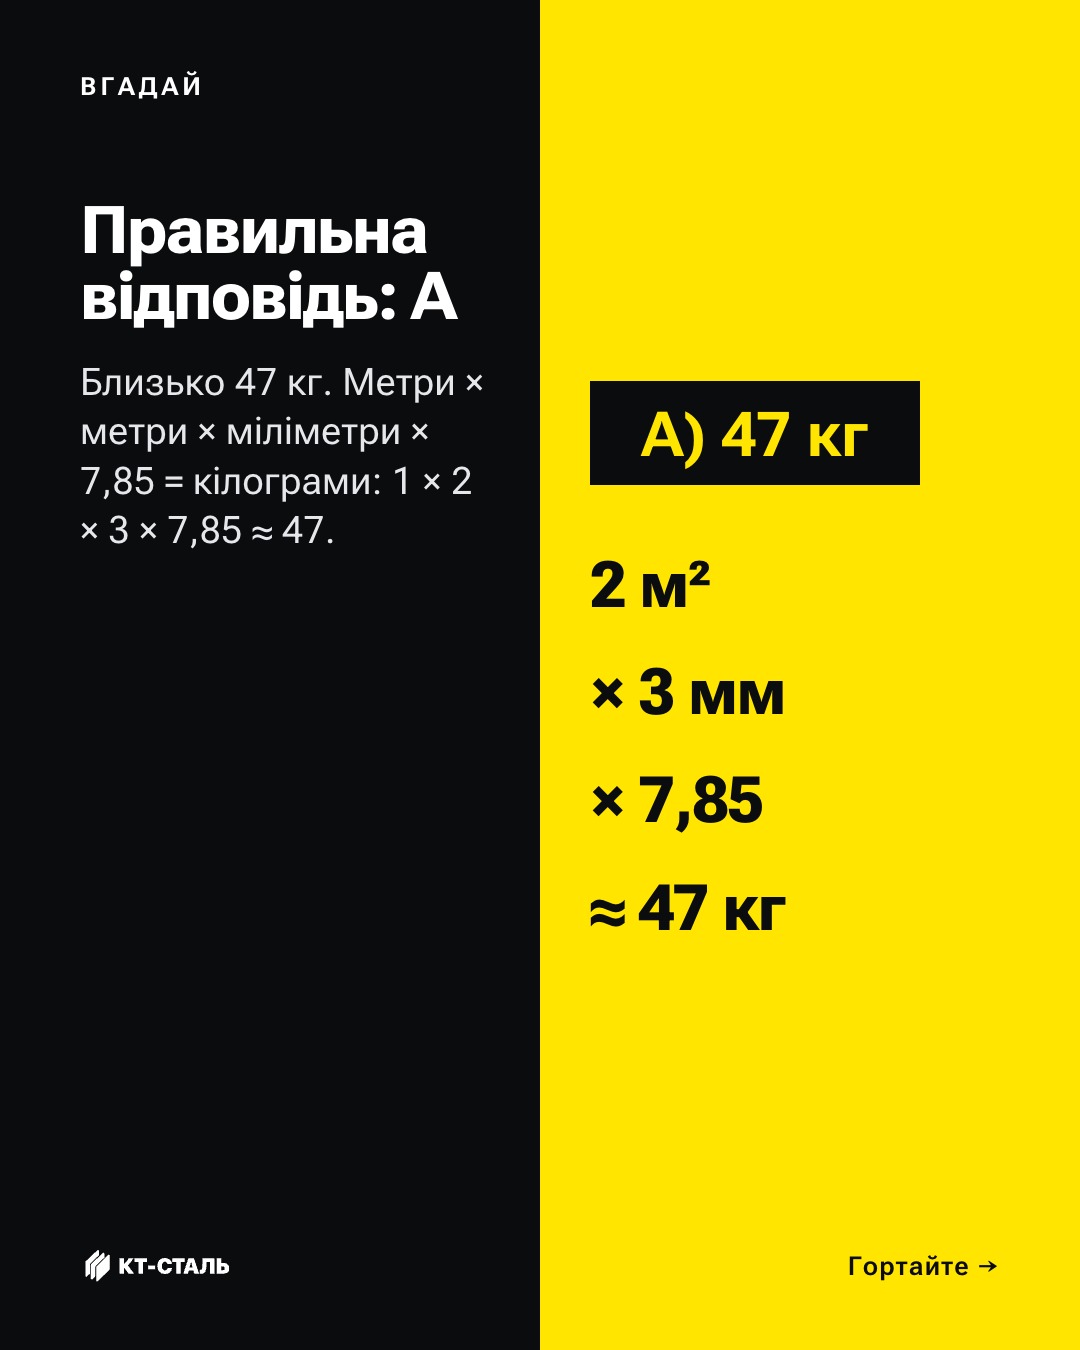 ВГАДАЙ
Правильна
відповідь: А
Близько 47 кг. Метри ×
метри × міліметри ×
7,85 = кілограми: 1 × 2
× 3 × 7,85 ≈ 47.
А) 47 кг
2 м²
× 3 мм
× 7,85
≈ 47 кг
КТ-СТАЛЬ
Гортайте →